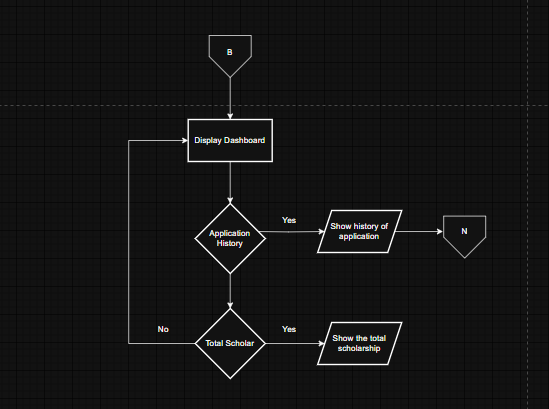 B
Display Dashboard
Yes
Application
History
Show history of
application
N
No
Total Scholar
Yes
Show the total
scholarship